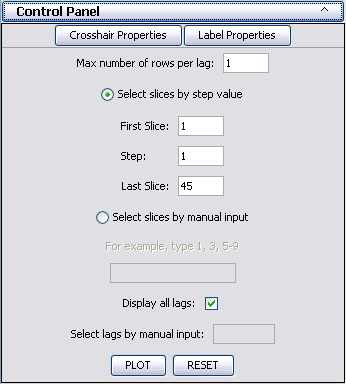 Control Panel
Crosshair Properties Label Properties
Max number of rows per lag: 1
Select slices by step value
First Slice: 1
Step: 1
Last Slice: 45
Select slices by manual input
For example, type 1, 3, 5-9
Display all lags:
Select lags by manual input:
PLOT RESET